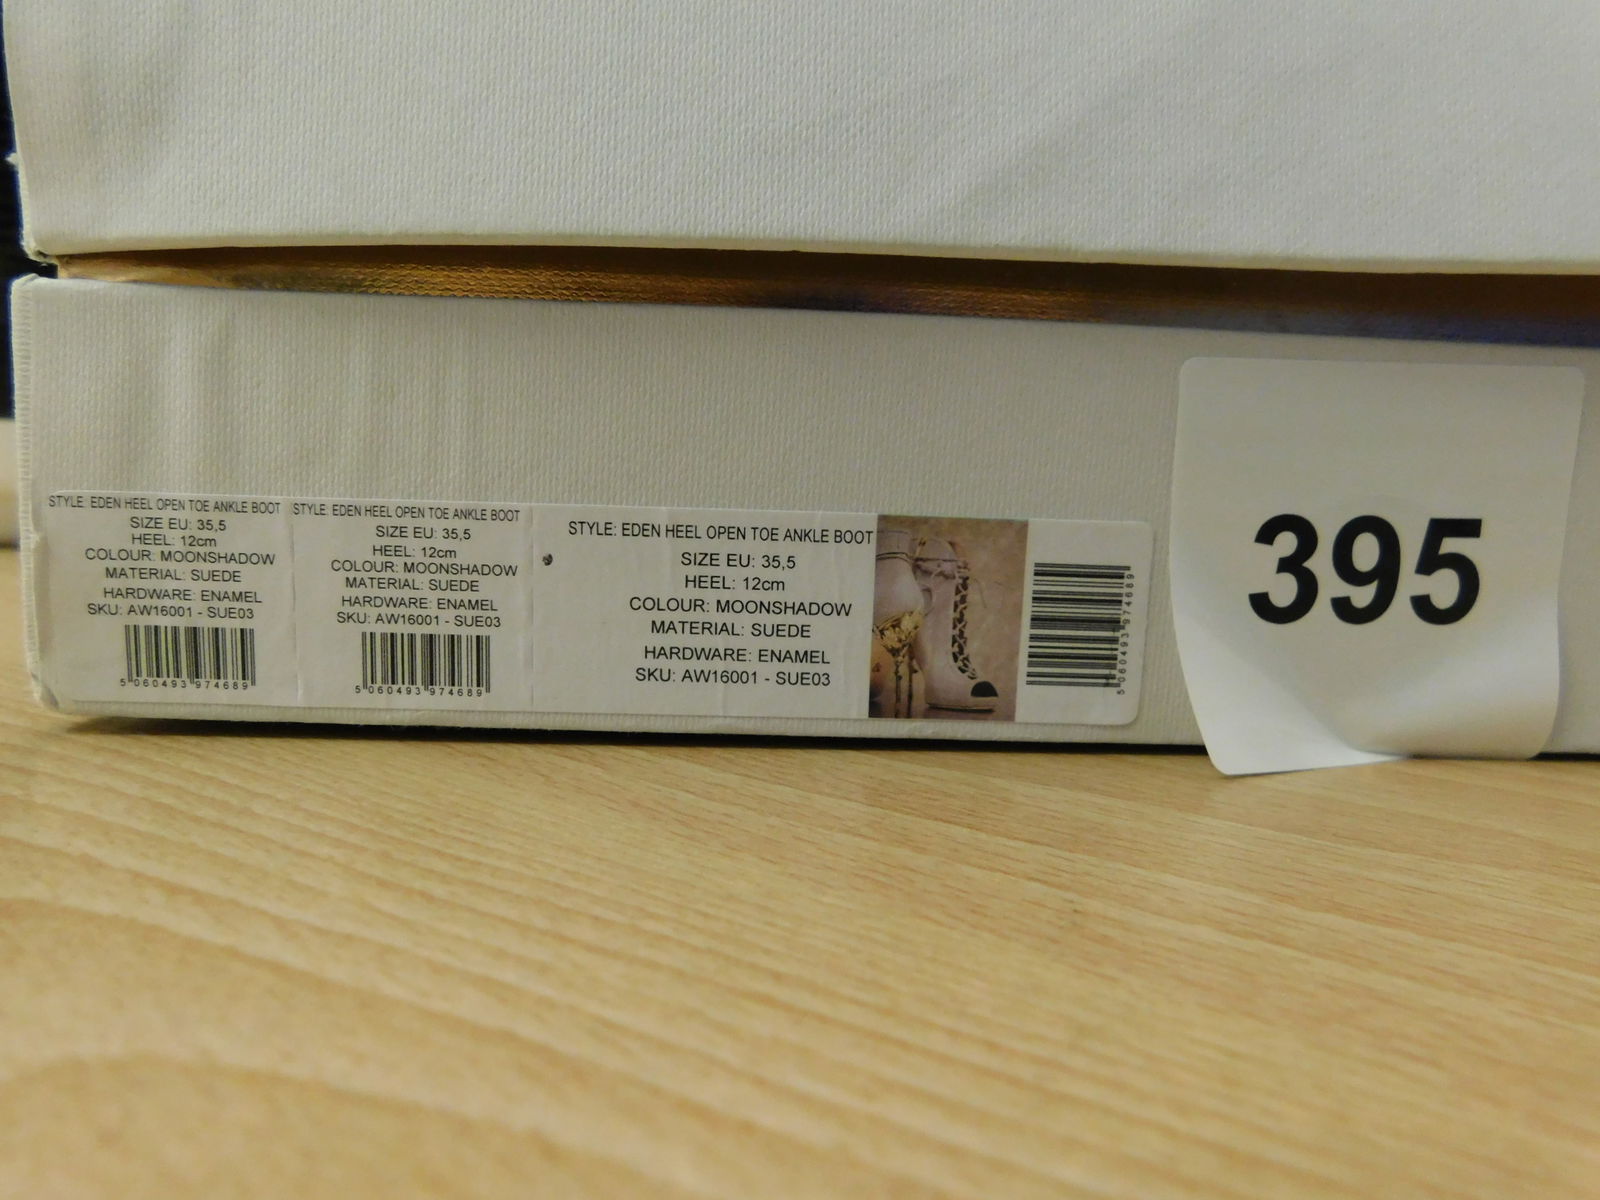 STYLE: EDEN HEEL OPEN TOE ANKLE BOOT
SIZE EU: 35,5
HEEL: 12cm
COLOUR: MOONSHADOW
MATERIAL: SUEDE
HARDWARE: ENAMEL
SKU: AW16001 - SUE03
5 060493 974689
STYLE: EDEN HEEL OPEN TOE ANKLE BOOT
SIZE EU: 35,5
HEEL: 12cm
COLOUR: MOONSHADOW
MATERIAL: SUEDE
HARDWARE: ENAMEL
SKU: AW16001 - SUE03
5 060493 974689
STYLE: EDEN HEEL OPEN TOE ANKLE BOOT
SIZE EU: 35,5
HEEL: 12cm
COLOUR: MOONSHADOW
MATERIAL: SUEDE
HARDWARE: ENAMEL
SKU: AW16001 - SUE03
5 060493 974689
395